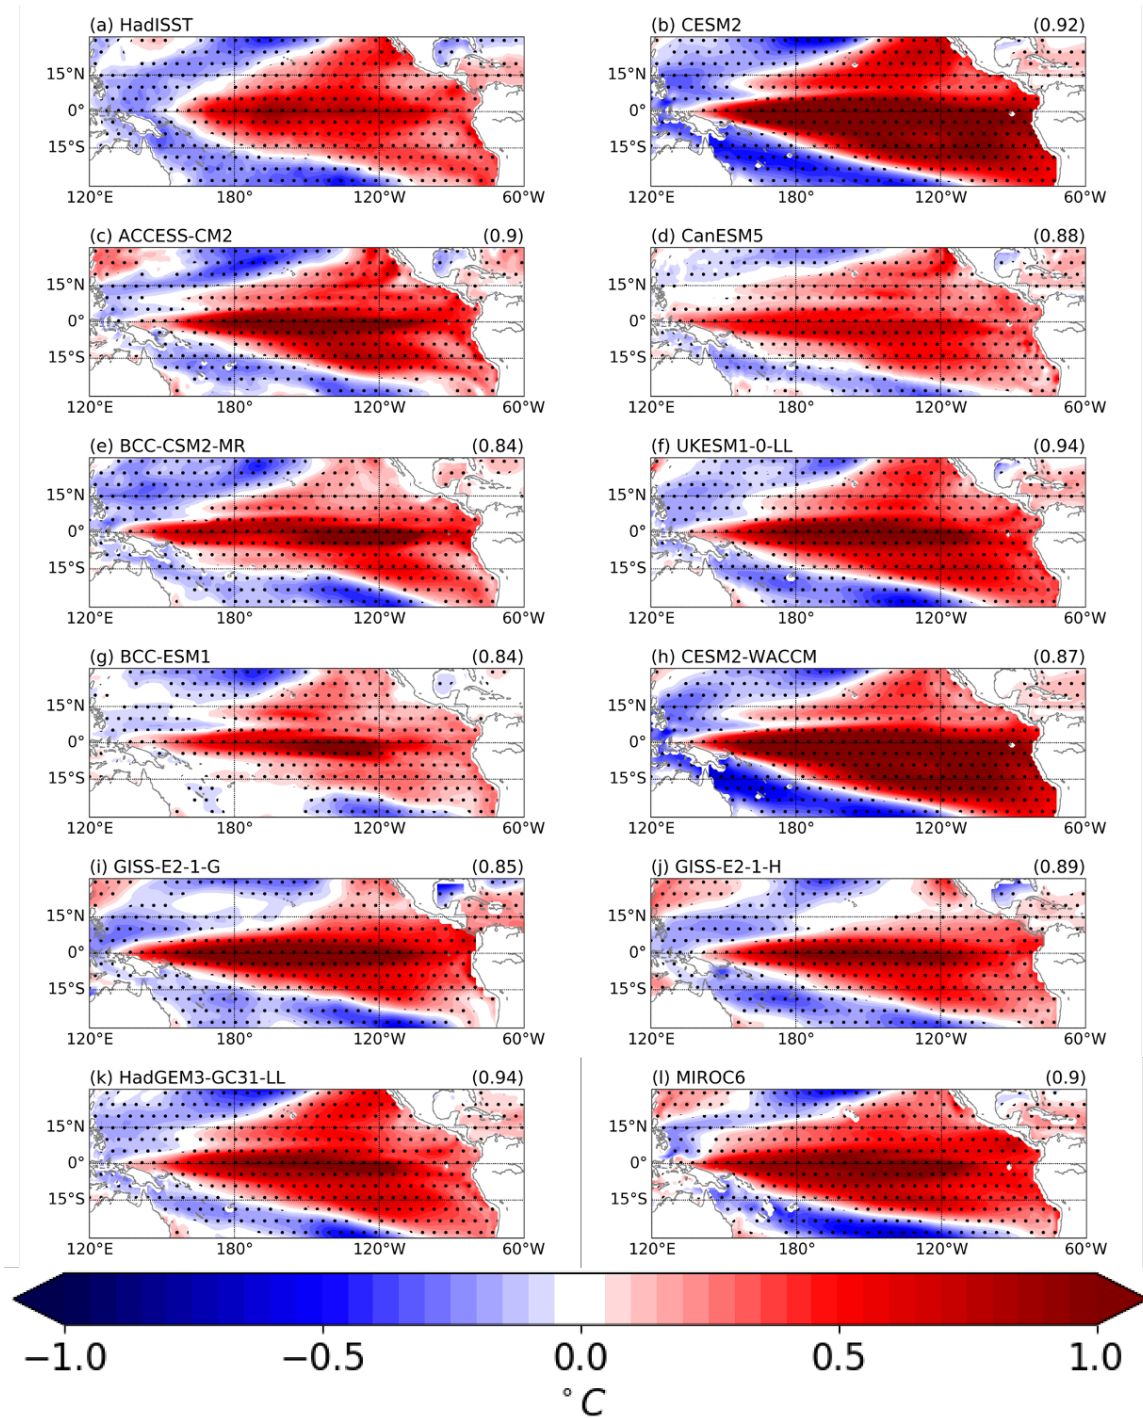 (a) HadISST
(b) CESM2 (0.92)
15°N
0°
15°S
120°E 180° 120°W 60°W
15°N
0°
15°S
120°E 180° 120°W 60°W
(c) ACCESS-CM2 (0.9)
(d) CanESM5 (0.88)
15°N
0°
15°S
120°E 180° 120°W 60°W
15°N
0°
15°S
120°E 180° 120°W 60°W
(e) BCC-CSM2-MR (0.84)
(f) UKESM1-0-LL (0.94)
15°N
0°
15°S
120°E 180° 120°W 60°W
15°N
0°
15°S
120°E 180° 120°W 60°W
(g) BCC-ESM1 (0.84)
(h) CESM2-WACCM (0.87)
15°N
0°
15°S
120°E 180° 120°W 60°W
15°N
0°
15°S
120°E 180° 120°W 60°W
(i) GISS-E2-1-G (0.85)
(j) GISS-E2-1-H (0.89)
15°N
0°
15°S
120°E 180° 120°W 60°W
15°N
0°
15°S
120°E 180° 120°W 60°W
(k) HadGEM3-GC31-LL (0.94)
(l) MIROC6 (0.9)
15°N
0°
15°S
120°E 180° 120°W 60°W
15°N
0°
15°S
120°E 180° 120°W 60°W
−1.0 −0.5 0.0 0.5 1.0
°C